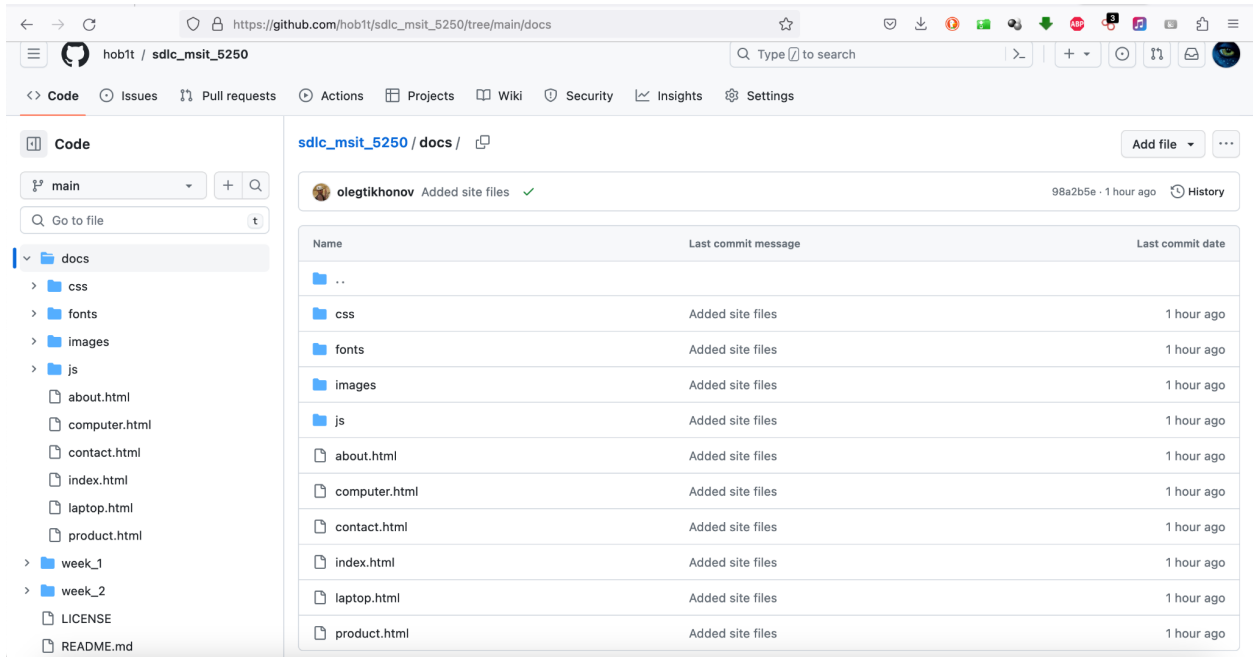 https://github.com/hob1t/sdlc_msit_5250/tree/main/docs
ABP
3
hob1t / sdlc_msit_5250
Type / to search
Code
Issues
Pull requests
Actions
Projects
Wiki
Security
Insights
Settings
Code
main
Go to file
t
docs
css
fonts
images
js
about.html
computer.html
contact.html
index.html
laptop.html
product.html
week_1
week_2
LICENSE
README.md
sdlc_msit_5250 / docs /
Add file
olegtikhonov Added site files
98a2b5e · 1 hour ago
History
Name Last commit message Last commit date
..
css Added site files 1 hour ago
fonts Added site files 1 hour ago
images Added site files 1 hour ago
js Added site files 1 hour ago
about.html Added site files 1 hour ago
computer.html Added site files 1 hour ago
contact.html Added site files 1 hour ago
index.html Added site files 1 hour ago
laptop.html Added site files 1 hour ago
product.html Added site files 1 hour ago